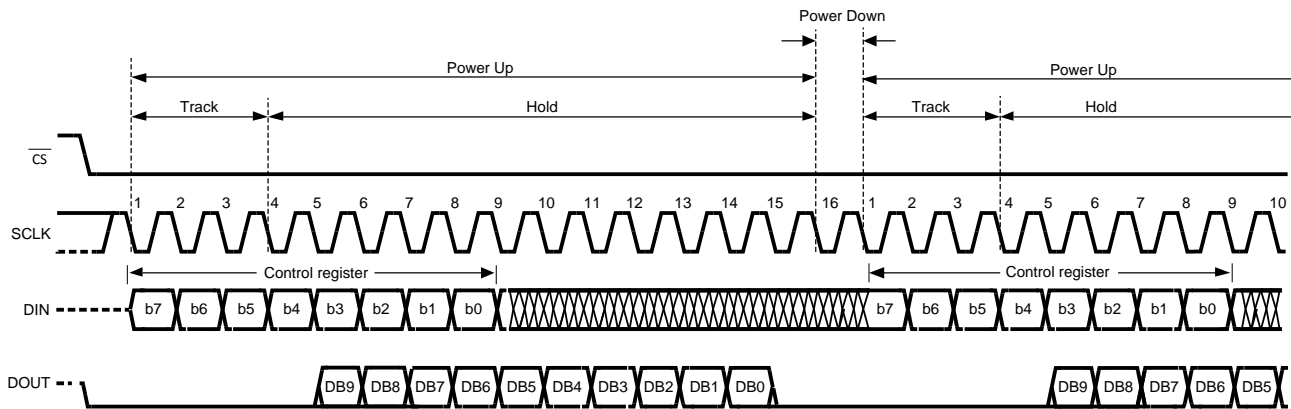 Power Down
Power Up Power Up
Track Hold Track Hold
CS
1 2 3 4 5 6 7 8 9 10 11 12 13 14 15 16 1 2 3 4 5 6 7 8 9 10
SCLK
Control register Control register
DIN b7 b6 b5 b4 b3 b2 b1 b0 b7 b6 b5 b4 b3 b2 b1 b0
DOUT DB9 DB8 DB7 DB6 DB5 DB4 DB3 DB2 DB1 DB0 DB9 DB8 DB7 DB6 DB5